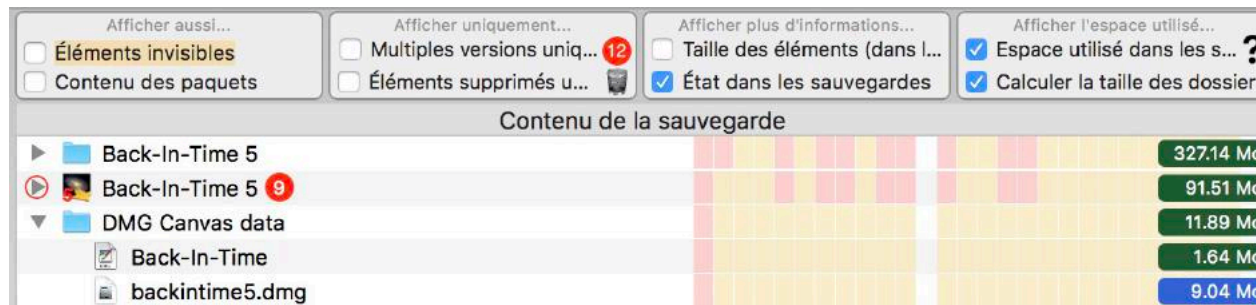 Afficher aussi...
Éléments invisibles
Contenu des paquets
Afficher uniquement...
Multiples versions uniq... 12
Éléments supprimés u...
Afficher plus d'informations...
Taille des éléments (dans l...
État dans les sauvegardes
Afficher l'espace utilisé...
Espace utilisé dans les s... ?
Calculer la taille des dossier
Contenu de la sauvegarde
Back-In-Time 5 327.14 Mo
Back-In-Time 5 9 91.51 Mo
DMG Canvas data 11.89 Mo
Back-In-Time 1.64 Mo
backintime5.dmg 9.04 Mo